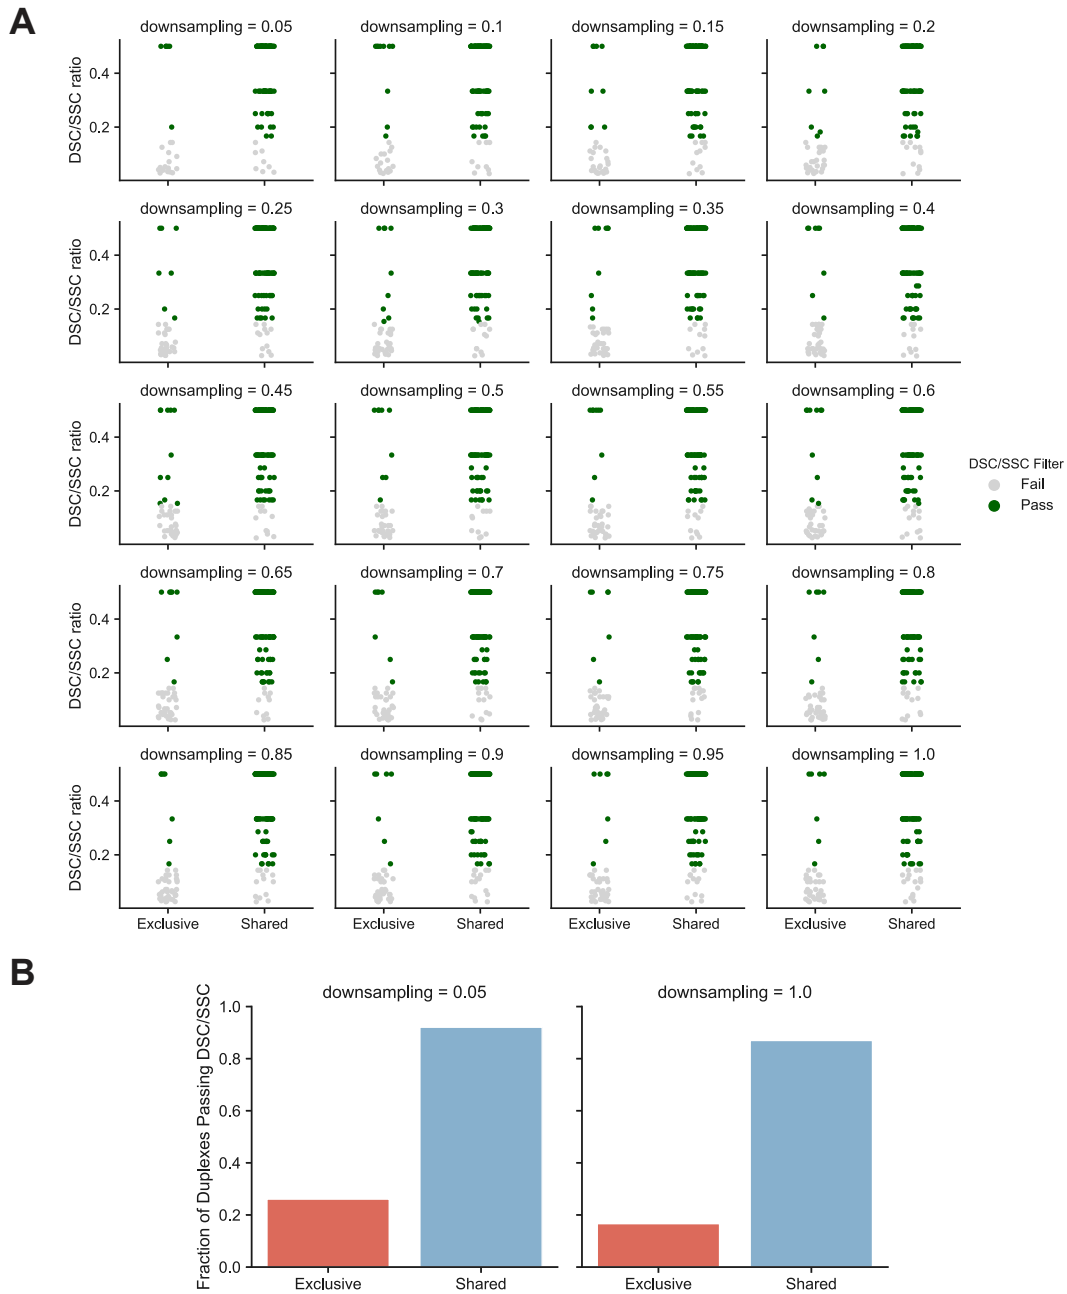 A
downsampling = 0.05
downsampling = 0.1
downsampling = 0.15
downsampling = 0.2
DSC/SSC ratio
0.4
0.2
downsampling = 0.25
downsampling = 0.3
downsampling = 0.35
downsampling = 0.4
DSC/SSC ratio
0.4
0.2
downsampling = 0.45
downsampling = 0.5
downsampling = 0.55
downsampling = 0.6
DSC/SSC ratio
0.4
0.2
DSC/SSC Filter
Fail
Pass
downsampling = 0.65
downsampling = 0.7
downsampling = 0.75
downsampling = 0.8
DSC/SSC ratio
0.4
0.2
downsampling = 0.85
downsampling = 0.9
downsampling = 0.95
downsampling = 1.0
DSC/SSC ratio
0.4
0.2
Exclusive
Shared
Exclusive
Shared
Exclusive
Shared
Exclusive
Shared
B
downsampling = 0.05
downsampling = 1.0
Fraction of Duplexes Passing DSC/SSC
1.0
0.8
0.6
0.4
0.2
0.0
Exclusive
Shared
Exclusive
Shared